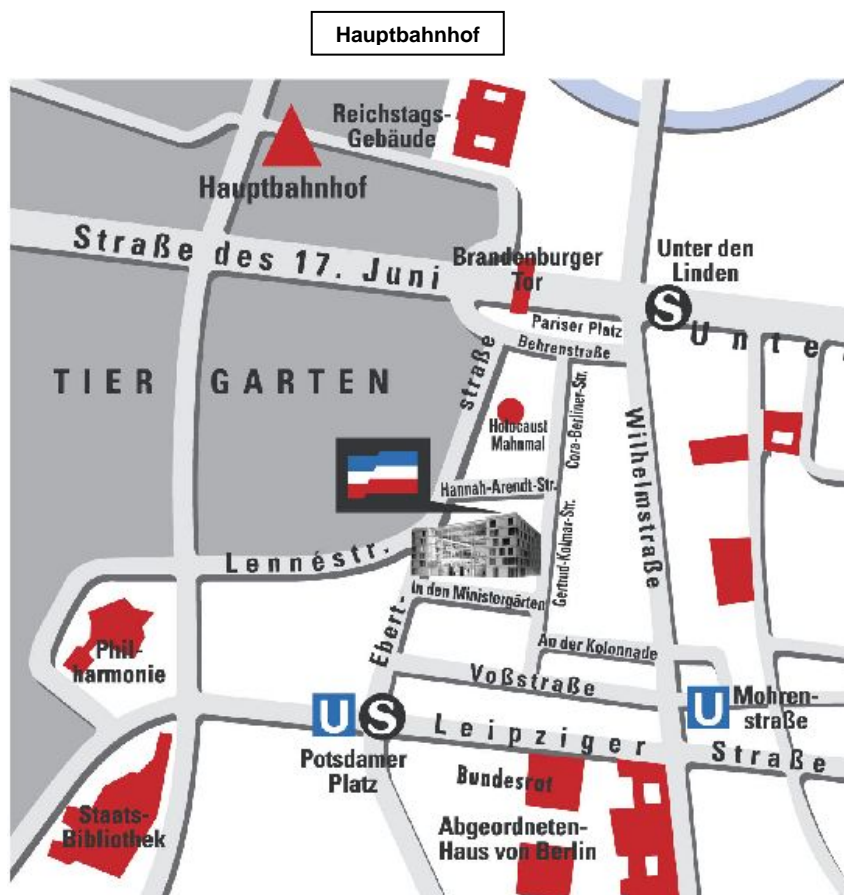 Hauptbahnhof
Reichstags-
Gebäude
Hauptbahnhof
Straße des 17. Juni
Brandenburger
Tor
Unter den
Linden
S
Pariser Platz
Unte
Behrenstraße
TIERGARTEN
straße
Holocaust
Mahnmal
Cora-Berliner-Str.
Wilhelmstraße
Hannah-Arendt-Str.
Lennéstr.
Gertrud-Kolmar-Str.
In den Ministergärten
Ebert-
An der Kolonnade
Phil-
harmonie
Voßstraße
U S
U
Mohren-
straße
Leipziger Straße
Potsdamer
Platz
Bundesrat
Staats-
Bibliothek
Abgeordneten-
Haus von Berlin